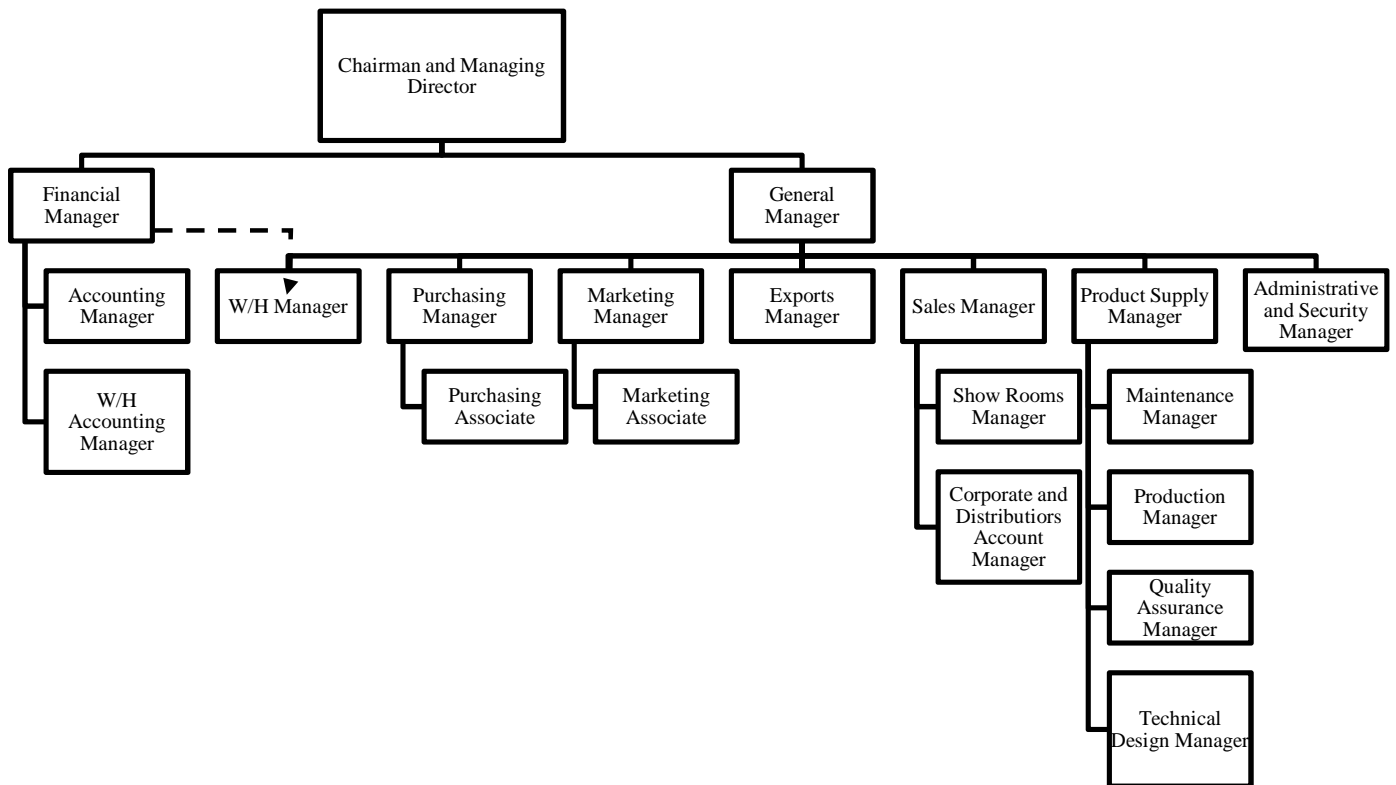 Chairman and Managing
Director
Financial
Manager
General
Manager
Accounting
Manager
W/H Manager
Purchasing
Manager
Marketing
Manager
Exports
Manager
Sales Manager
Product Supply
Manager
Administrative
and Security
Manager
W/H
Accounting
Manager
Purchasing
Associate
Marketing
Associate
Show Rooms
Manager
Maintenance
Manager
Corporate and
Distributiors
Account
Manager
Production
Manager
Quality
Assurance
Manager
Technical
Design Manager